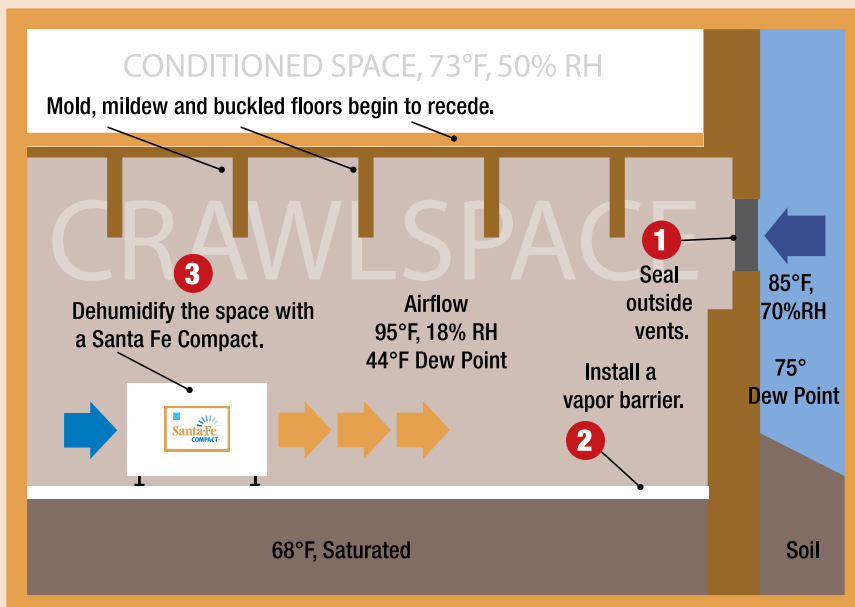 CONDITIONED SPACE, 73°F, 50% RH
Mold, mildew and buckled floors begin to recede.
CRAWLSPACE
1
Seal
outside
vents.
85°F,
70%RH
75°
Dew Point
3
Dehumidify the space with
a Santa Fe Compact.
Airflow
95°F, 18% RH
44°F Dew Point
Install a
vapor barrier.
2
Santa·Fe
COMPACT
68°F, Saturated
Soil